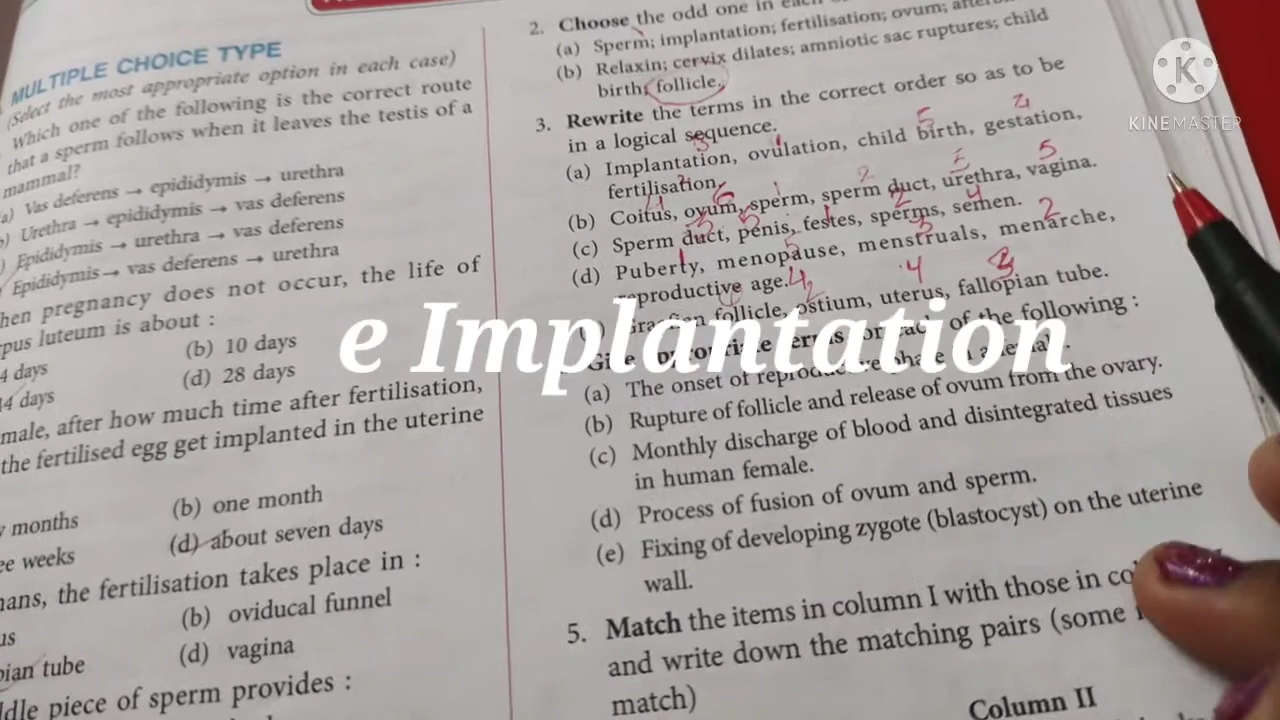 MULTIPLE CHOICE TYPE
(Select the most appropriate option in each case)
Which one of the following is the correct route
that a sperm follows when it leaves the testis of a
mammal?
a) Vas deferens → epididymis → urethra
) Urethra → epididymis → vas deferens
) Epididymis → urethra → vas deferens
Epididymis → vas deferens → urethra
hen pregnancy does not occur, the life of
pus luteum is about :
4 days (b) 10 days
14 days (d) 28 days
male, after how much time after fertilisation,
the fertilised egg get implanted in the uterine
months (b) one month
ee weeks (d) about seven days
ans, the fertilisation takes place in :
us (b) oviducal funnel
pian tube (d) vagina
dle piece of sperm provides :
2. Choose the odd one in each
(a) Sperm; implantation; fertilisation; ovum;
(b) Relaxin; cervix dilates; amniotic sac ruptures; child
birth; follicle.
3. Rewrite the terms in the correct order so as to be
in a logical sequence.
(a) Implantation, ovulation, child birth, gestation,
fertilisation.
(b) Coitus, ovum, sperm, sperm duct, urethra, vagina.
(c) Sperm duct, penis, testes, sperms, semen.
(d) Puberty, menopause, menstruals, menarche,
reproductive age.
follicle, ostium, uterus, fallopian tube.
of the following :
(a) The onset of
(b) Rupture of follicle and release of ovum from the ovary.
(c) Monthly discharge of blood and disintegrated tissues
in human female.
(d) Process of fusion of ovum and sperm.
(e) Fixing of developing zygote (blastocyst) on the uterine
wall.
5. Match the items in column I with those in
and write down the matching pairs (some
match)
Column II
e Implantation
K
KINEMASTER